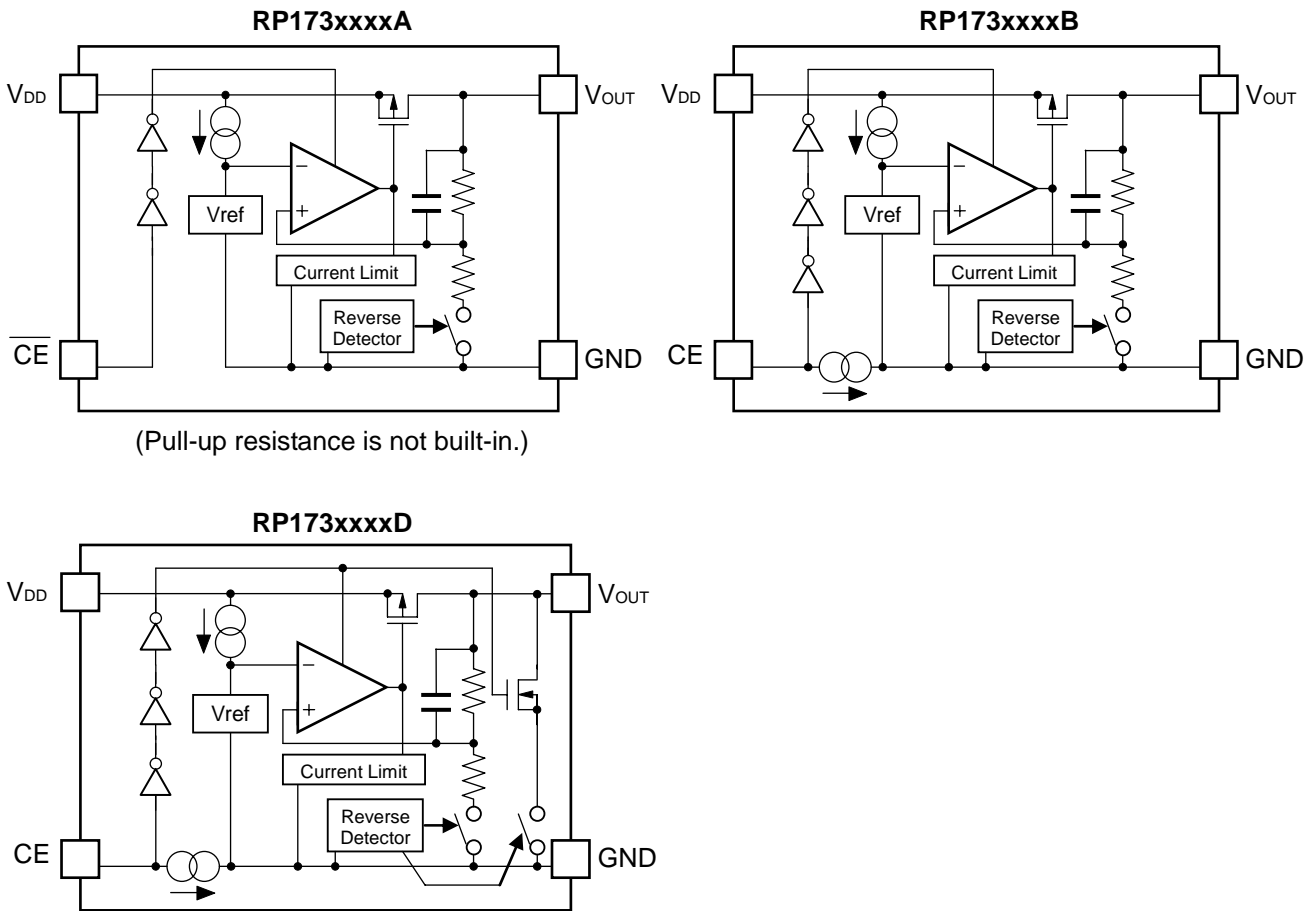 RP173xxxxA
VDD
VOUT
−
+
Vref
Current Limit
Reverse
Detector
CE
GND
(Pull-up resistance is not built-in.)
RP173xxxxB
VDD
VOUT
−
+
Vref
Current Limit
Reverse
Detector
CE
GND
RP173xxxxD
VDD
VOUT
−
+
Vref
Current Limit
Reverse
Detector
CE
GND